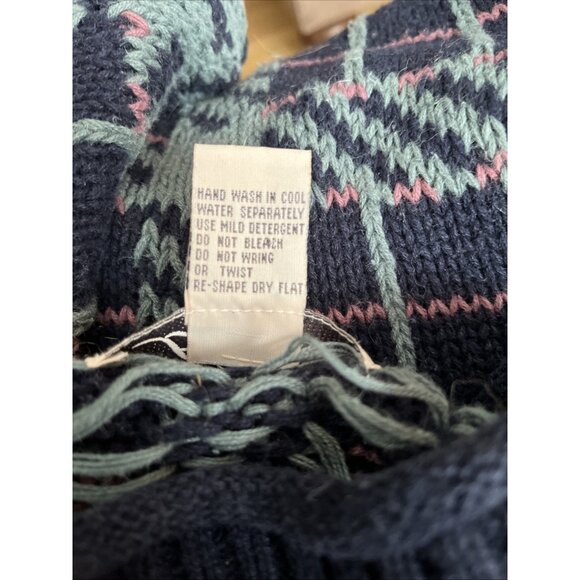 HAND WASH IN COOL
WATER SEPARATELY
USE MILD DETERGENT
DO NOT BLEACH
DO NOT WRING
OR TWIST
RE-SHAPE DRY FLAT